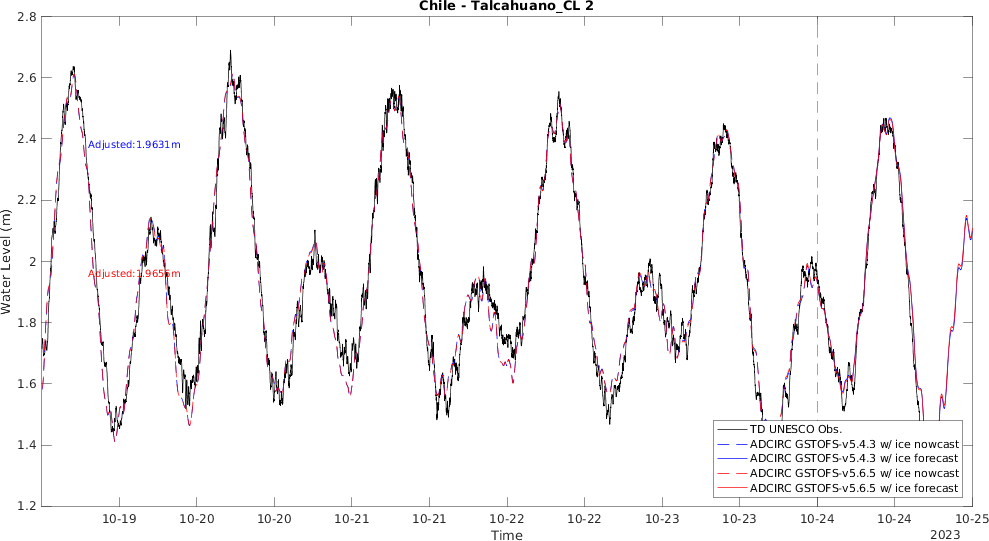 Chile - Talcahuano_CL 2
2.8
2.6
2.4
2.2
2
1.8
1.6
1.4
1.2
Water Level (m)
Adjusted:1.9631m
Adjusted:1.9656m
TD UNESCO Obs.
ADCIRC GSTOFS-v5.4.3 w/ ice nowcast
ADCIRC GSTOFS-v5.4.3 w/ ice forecast
ADCIRC GSTOFS-v5.6.5 w/ ice nowcast
ADCIRC GSTOFS-v5.6.5 w/ ice forecast
10-19 10-20 10-20 10-21 10-21 10-22 10-22 10-23 10-23 10-24 10-24 10-25
Time
2023